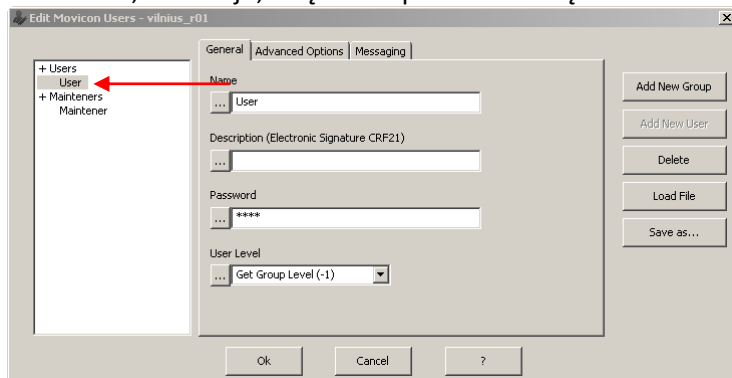 Edit Movicon Users - vilnius_r01
General Advanced Options Messaging
+ Users
User
+ Mainteners
Maintener
Name
... User
Description (Electronic Signature CRF21)
...
Password
... ****
User Level
... Get Group Level (-1)
Add New Group
Add New User
Delete
Load File
Save as...
Ok Cancel ?